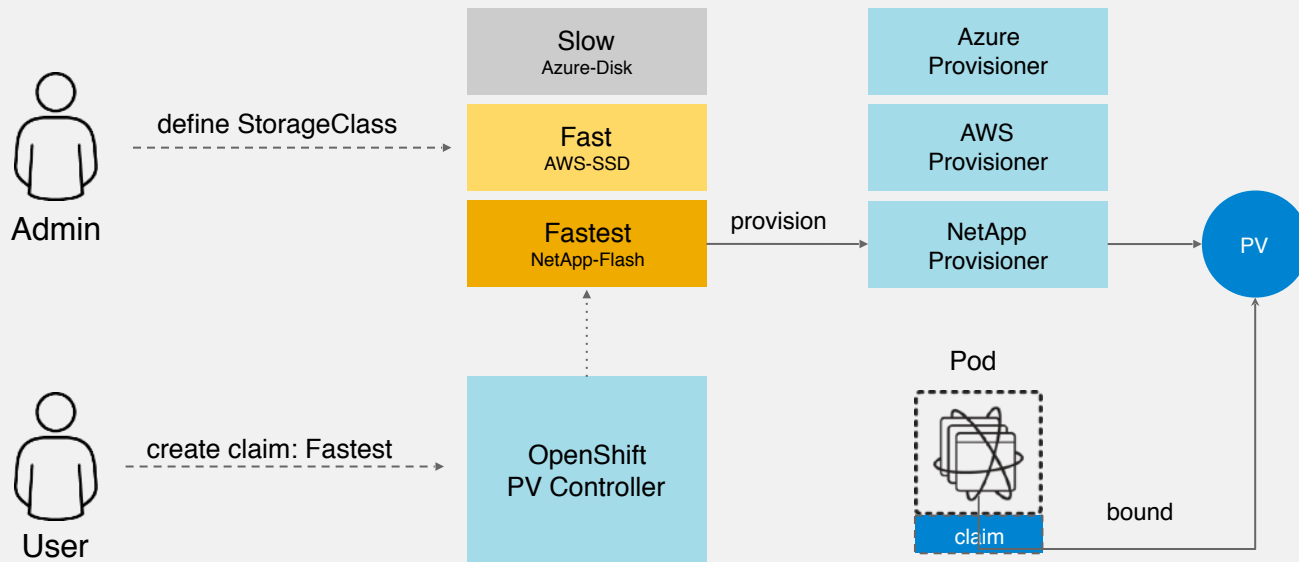 Slow
Azure-Disk
Azure
Provisioner
define StorageClass
Fast
AWS-SSD
AWS
Provisioner
Admin
Fastest
NetApp-Flash
provision
NetApp
Provisioner
PV
Pod
create claim: Fastest
OpenShift
PV Controller
User
claim
bound